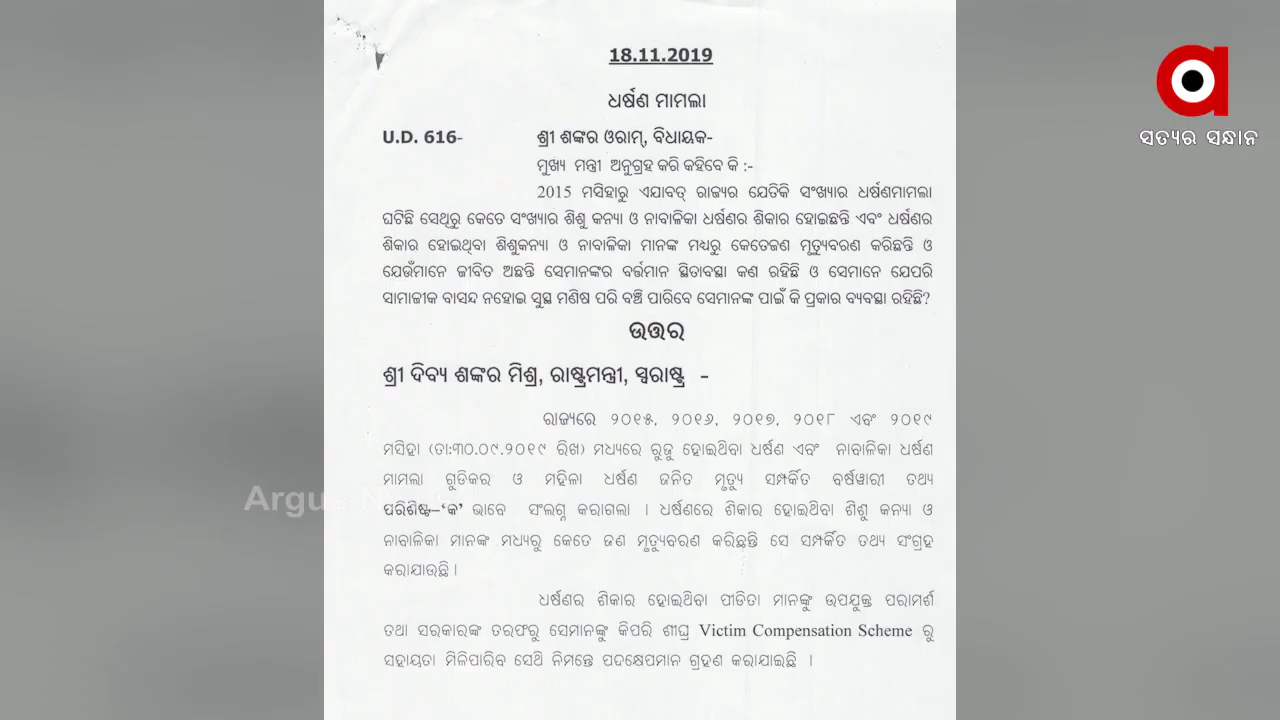 18.11.2019
ଧର୍ଷଣ ମାମଲା
U.D. 616- ଶ୍ରୀ ଶଙ୍କର ଓରାମ୍, ବିଧାୟକ-
ମୁଖ୍ୟ ମନ୍ତ୍ରୀ ଅନୁଗ୍ରହ କରି କହିବେ କି :-
2015 ମସିହାରୁ ଏଯାବତ୍ ରାଜ୍ୟର ଯେତିକି ସଂଖ୍ୟାର ଧର୍ଷଣମାମଲା
ଘଟିଛି ସେଥିରୁ କେତେ ସଂଖ୍ୟାର ଶିଶୁ କନ୍ୟା ଓ ନାବାଳିକା ଧର୍ଷଣର ଶିକାର ହୋଇଛନ୍ତି ଏବଂ ଧର୍ଷଣର
ଶିକାର ହୋଇଥିବା ଶିଶୁକନ୍ୟା ଓ ନାବାଳିକା ମାନଙ୍କ ମଧ୍ଯରୁ କେତେଜଣ ମୃତ୍ୟୁବରଣ କରିଛନ୍ତି ଓ
ଯେଉଁମାନେ ଜୀବିତ ଅଛନ୍ତି ସେମାନଙ୍କର ବର୍ତ୍ତମାନ ସ୍ଥିତାବସ୍ଥା କଣ ରହିଛି ଓ ସେମାନେ ଯେପରି
ସାମାଜୀକ ବାସନ୍ଦ ନହୋଇ ସୁସ୍ଥ ମଣିଷ ପରି ବଞ୍ଚି ପାରିବେ ସେମାନଙ୍କ ପାଇଁ କି ପ୍ରକାର ବ୍ୟବସ୍ଥା ରହିଛି?
ଉତ୍ତର
ଶ୍ରୀ ଦିବ୍ୟ ଶଙ୍କର ମିଶ୍ର, ରାଷ୍ଟ୍ରମନ୍ତ୍ରୀ, ସ୍ୱରାଷ୍ଟ୍ର -
ରାଜ୍ୟରେ ୨୦୧୫, ୨୦୧୬, ୨୦୧୭, ୨୦୧୮ ଏବଂ ୨୦୧୯
ମସିହା (ତା:୩୦.୦୯.୨୦୧୯ ରିଖ) ମଧ୍ୟରେ ରୁଜୁ ହୋଇଥିବା ଧର୍ଷଣ ଏବଂ ନାବାଳିକା ଧର୍ଷଣ
ମାମଲା ଗୁଡିକର ଓ ମହିଳା ଧର୍ଷଣ ଜନିତ ମୃତ୍ୟୁ ସମ୍ପର୍କିତ ବର୍ଷୱାରୀ ତଥ୍ୟ
ପରିଶିଷ୍ଟ–‘କ’ ଭାବେ ସଂଲଗ୍ନ କରାଗଲା । ଧର୍ଷଣରେ ଶିକାର ହୋଇଥିବା ଶିଶୁ କନ୍ୟା ଓ
ନାବାଳିକା ମାନଙ୍କ ମଧ୍ୟରୁ କେତେ ଜଣ ମୃତ୍ୟୁବରଣ କରିଛନ୍ତି ସେ ସମ୍ପର୍କିତ ତଥ୍ୟ ସଂଗ୍ରହ
କରାଯାଉଛି ।
ଧର୍ଷଣର ଶିକାର ହୋଇଥିବା ପୀଡିତା ମାନଙ୍କୁ ଉପଯୁକ୍ତ ପରାମର୍ଶ
ତଥା ସରକାରଙ୍କ ତରଫରୁ ସେମାନଙ୍କୁ କିପରି ଶୀଘ୍ର Victim Compensation Scheme ରୁ
ସହାୟତା ମିଳିପାରିବ ସେଥି ନିମନ୍ତେ ପଦକ୍ଷେପମାନ ଗ୍ରହଣ କରାଯାଇଛି ।
ସତ୍ୟର ସନ୍ଧାନ